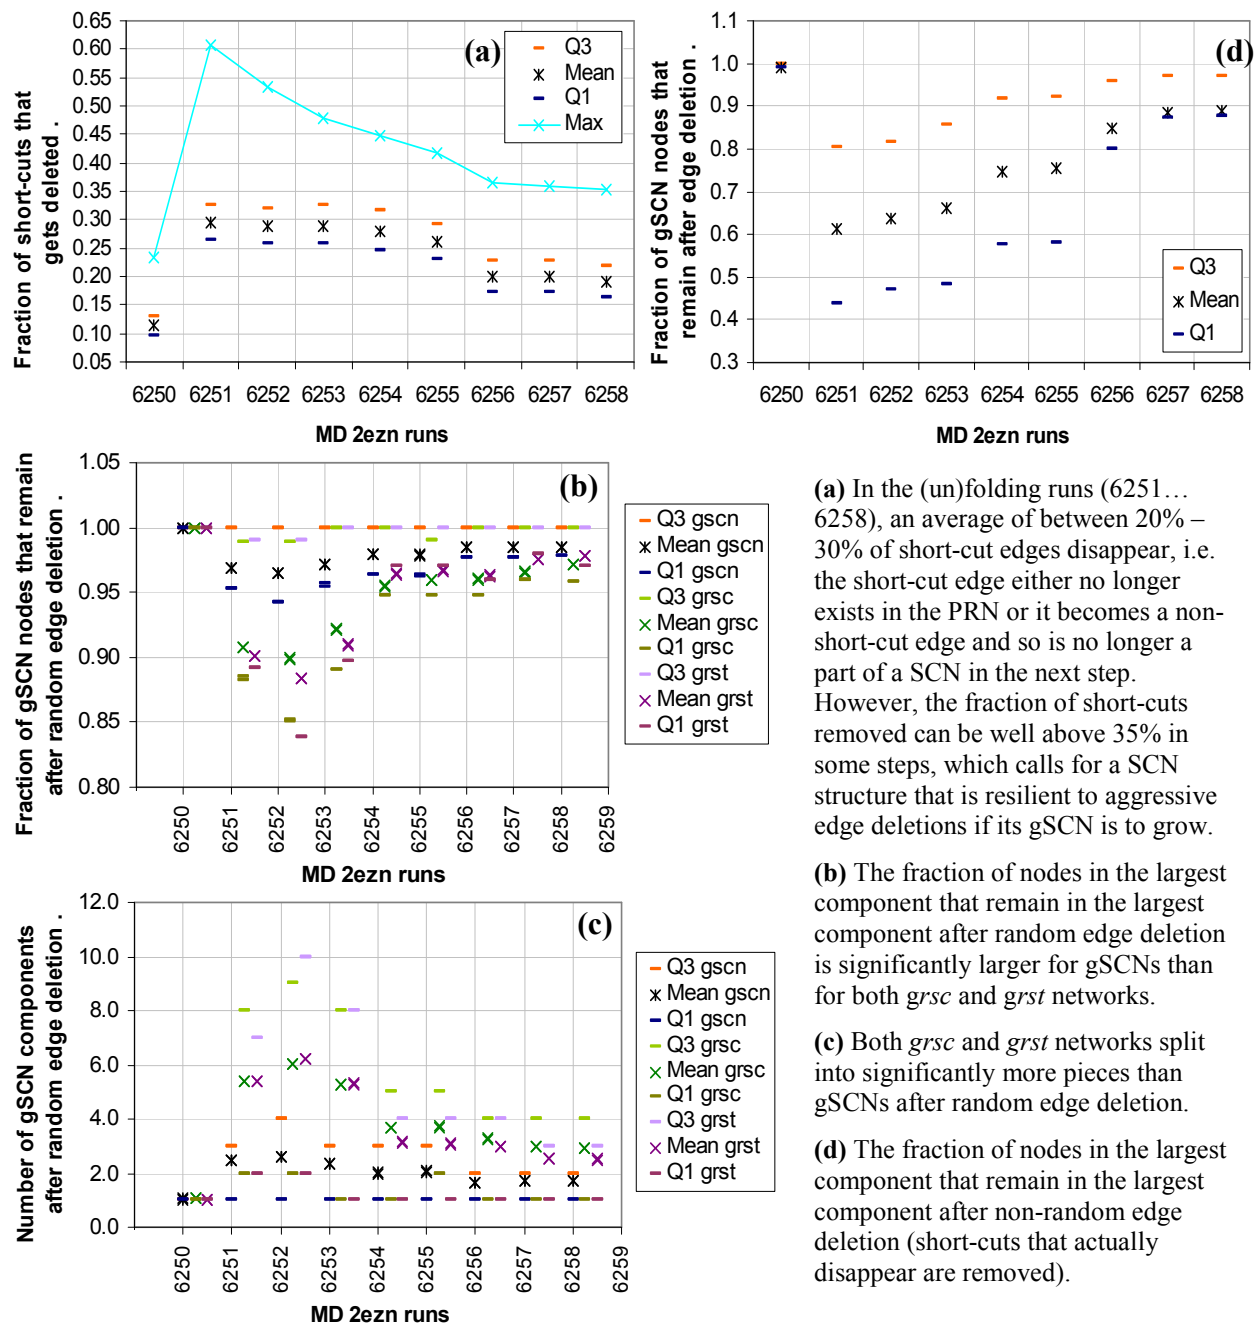 0.65
0.60
0.55
0.50
0.45
0.40
0.35
0.30
0.25
0.20
0.15
0.10
0.05
Fraction of short-cuts that
gets deleted .
(a)
Q3
Mean
Q1
Max
6250 6251 6252 6253 6254 6255 6256 6257 6258
MD 2ezn runs
1.1
1.0
0.9
0.8
0.7
0.6
0.5
0.4
0.3
Fraction of gSCN nodes that
remain after edge deletion .
(d)
Q3
Mean
Q1
6250 6251 6252 6253 6254 6255 6256 6257 6258
MD 2ezn runs
1.05
1.00
0.95
0.90
0.85
0.80
Fraction of gSCN nodes that remain
after random edge deletion .
(b)
Q3 gscn
Mean gscn
Q1 gscn
Q3 grsc
Mean grsc
Q1 grsc
Q3 grst
Mean grst
Q1 grst
6250 6251 6252 6253 6254 6255 6256 6257 6258 6259
MD 2ezn runs
12.0
10.0
8.0
6.0
4.0
2.0
0.0
Number of gSCN components
after random edge deletion .
(c)
Q3 gscn
Mean gscn
Q1 gscn
Q3 grsc
Mean grsc
Q1 grsc
Q3 grst
Mean grst
Q1 grst
6250 6251 6252 6253 6254 6255 6256 6257 6258 6259
MD 2ezn runs
(a) In the (un)folding runs (6251…
6258), an average of between 20% –
30% of short-cut edges disappear, i.e.
the short-cut edge either no longer
exists in the PRN or it becomes a non-
short-cut edge and so is no longer a
part of a SCN in the next step.
However, the fraction of short-cuts
removed can be well above 35% in
some steps, which calls for a SCN
structure that is resilient to aggressive
edge deletions if its gSCN is to grow.
(b) The fraction of nodes in the largest
component that remain in the largest
component after random edge deletion
is significantly larger for gSCNs than
for both grsc and grst networks.
(c) Both grsc and grst networks split
into significantly more pieces than
gSCNs after random edge deletion.
(d) The fraction of nodes in the largest
component that remain in the largest
component after non-random edge
deletion (short-cuts that actually
disappear are removed).